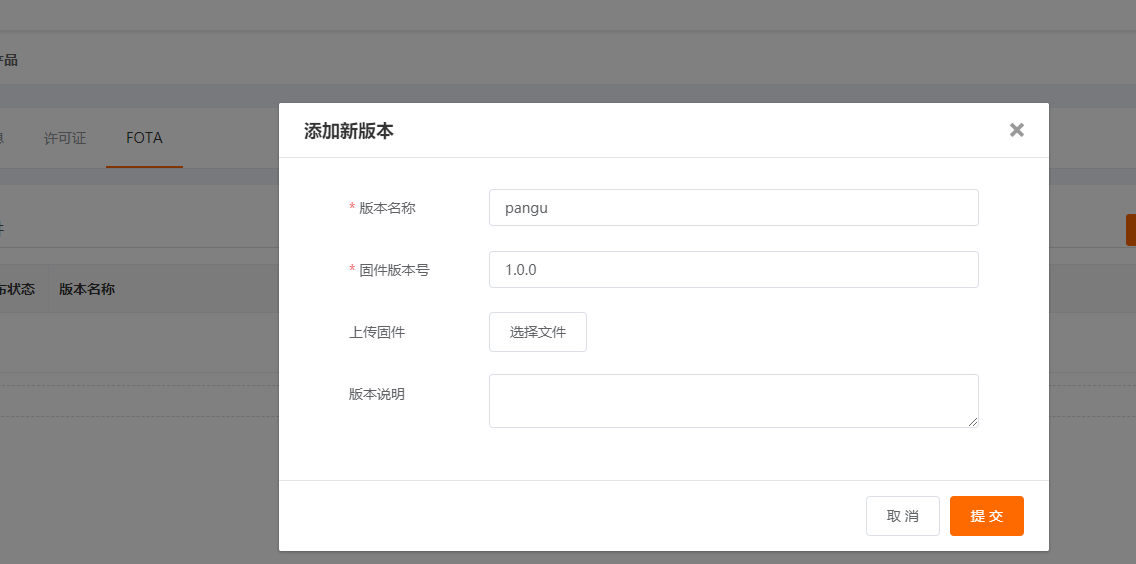 产品
许可证
FOTA
添加新版本
* 版本名称
pangu
* 固件版本号
1.0.0
上传固件
选择文件
版本说明
取 消
提 交
布状态
版本名称